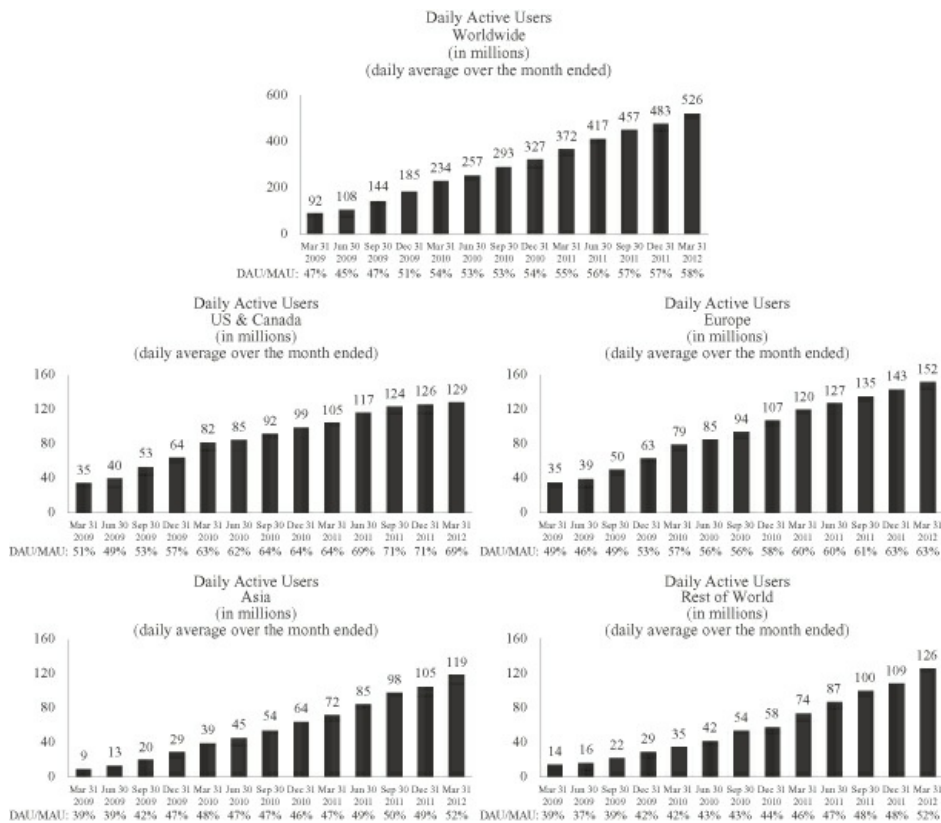 Daily Active Users
Worldwide
(in millions)
(daily average over the month ended)
600
400
200
0
92 108 144 185 234 257 293 327 372 417 457 483 526
Mar 31 Jun 30 Sep 30 Dec 31 Mar 31 Jun 30 Sep 30 Dec 31 Mar 31 Jun 30 Sep 30 Dec 31 Mar 31
2009 2009 2009 2009 2010 2010 2010 2010 2011 2011 2011 2011 2012
DAU/MAU: 47% 45% 47% 51% 54% 53% 53% 54% 55% 56% 57% 57% 58%
Daily Active Users
US & Canada
(in millions)
(daily average over the month ended)
160
120
80
40
0
35 40 53 64 82 85 92 99 105 117 124 126 129
Mar 31 Jun 30 Sep 30 Dec 31 Mar 31 Jun 30 Sep 30 Dec 31 Mar 31 Jun 30 Sep 30 Dec 31 Mar 31
2009 2009 2009 2009 2010 2010 2010 2010 2011 2011 2011 2011 2012
DAU/MAU: 51% 49% 53% 57% 63% 62% 64% 64% 64% 69% 71% 71% 69%
Daily Active Users
Europe
(in millions)
(daily average over the month ended)
160
120
80
40
0
35 39 50 63 79 85 94 107 120 127 135 143 152
Mar 31 Jun 30 Sep 30 Dec 31 Mar 31 Jun 30 Sep 30 Dec 31 Mar 31 Jun 30 Sep 30 Dec 31 Mar 31
2009 2009 2009 2009 2010 2010 2010 2010 2011 2011 2011 2011 2012
DAU/MAU: 49% 46% 49% 53% 57% 56% 56% 58% 60% 60% 61% 63% 63%
Daily Active Users
Asia
(in millions)
(daily average over the month ended)
160
120
80
40
0
9 13 20 29 39 45 54 64 72 85 98 105 119
Mar 31 Jun 30 Sep 30 Dec 31 Mar 31 Jun 30 Sep 30 Dec 31 Mar 31 Jun 30 Sep 30 Dec 31 Mar 31
2009 2009 2009 2009 2010 2010 2010 2010 2011 2011 2011 2011 2012
DAU/MAU: 39% 39% 42% 47% 48% 47% 47% 46% 47% 49% 50% 49% 52%
Daily Active Users
Rest of World
(in millions)
(daily average over the month ended)
160
120
80
40
0
14 16 22 29 35 42 54 58 74 87 100 109 126
Mar 31 Jun 30 Sep 30 Dec 31 Mar 31 Jun 30 Sep 30 Dec 31 Mar 31 Jun 30 Sep 30 Dec 31 Mar 31
2009 2009 2009 2009 2010 2010 2010 2010 2011 2011 2011 2011 2012
DAU/MAU: 39% 37% 39% 42% 42% 43% 43% 44% 46% 47% 48% 48% 52%